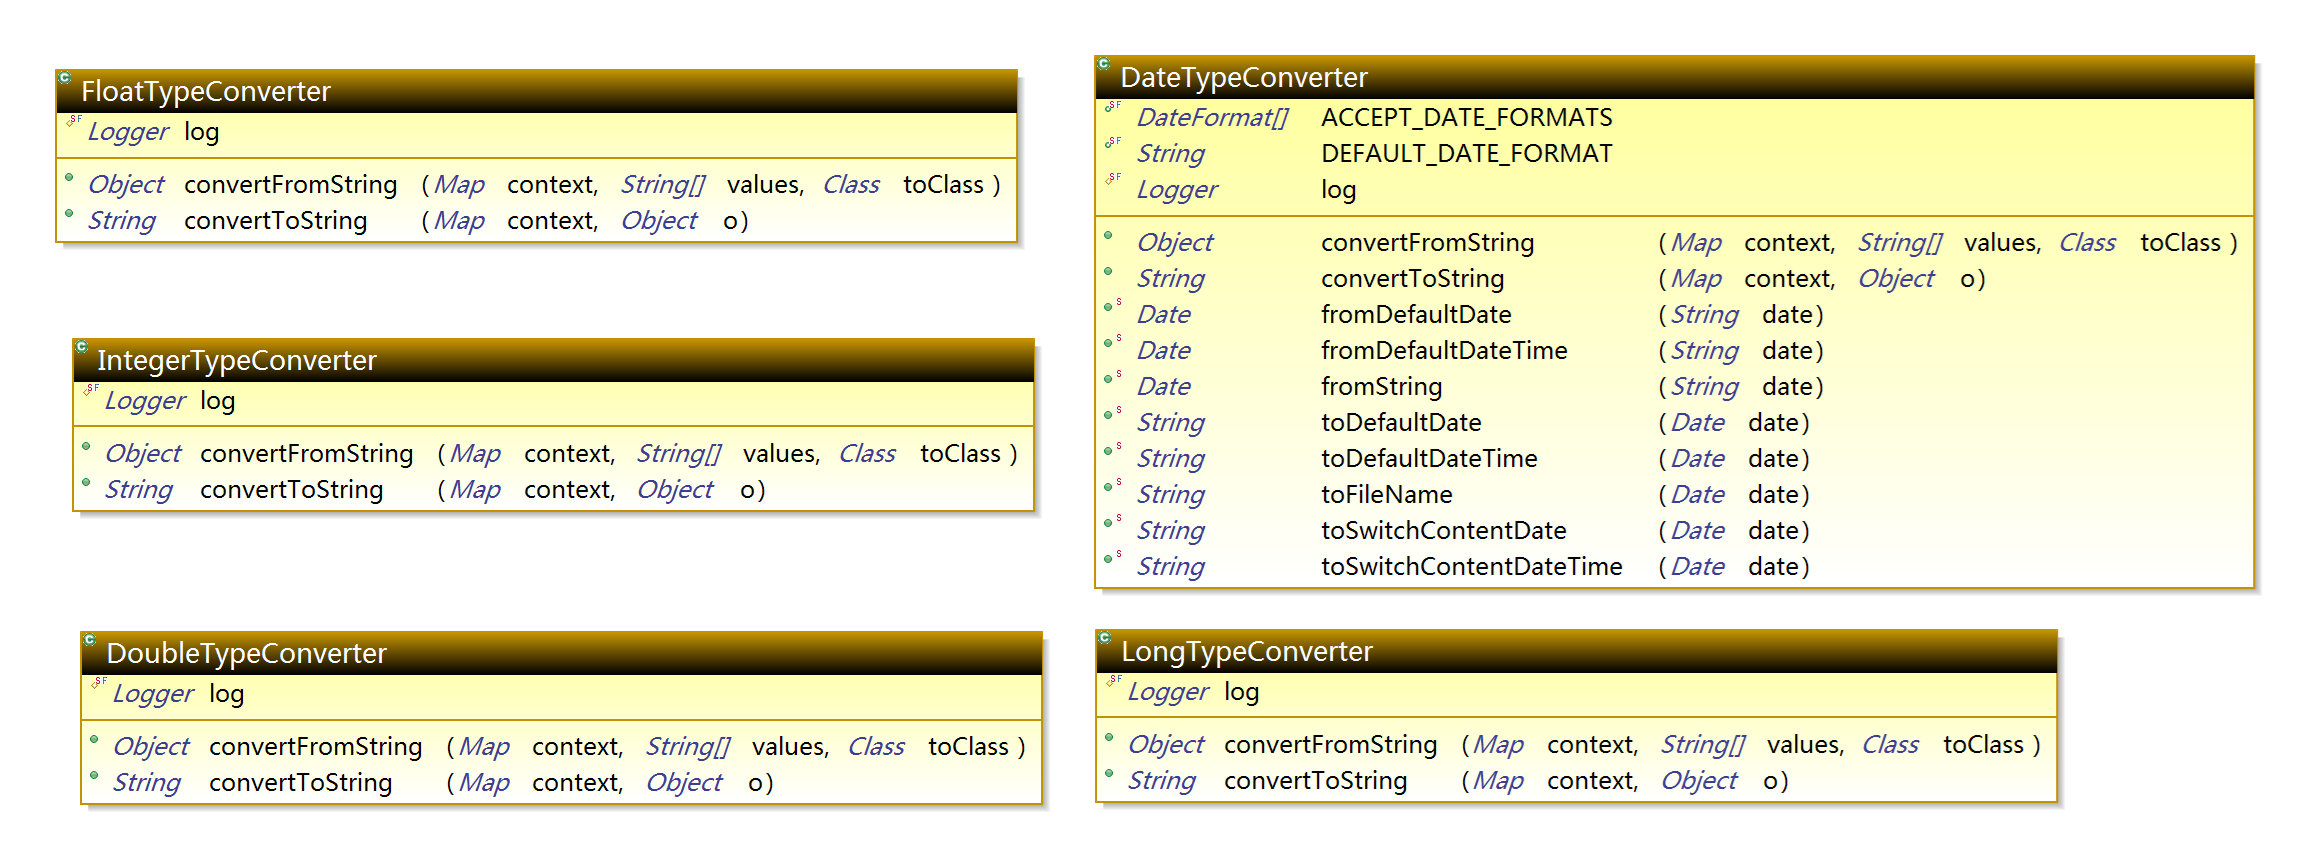 FloatTypeConverter
Logger log
Object convertFromString (Map context, String[] values, Class toClass)
String convertToString (Map context, Object o)
IntegerTypeConverter
Logger log
Object convertFromString (Map context, String[] values, Class toClass)
String convertToString (Map context, Object o)
DoubleTypeConverter
Logger log
Object convertFromString (Map context, String[] values, Class toClass)
String convertToString (Map context, Object o)
DateTypeConverter
DateFormat[] ACCEPT_DATE_FORMATS
String DEFAULT_DATE_FORMAT
Logger log
Object convertFromString (Map context, String[] values, Class toClass)
String convertToString (Map context, Object o)
Date fromDefaultDate (String date)
Date fromDefaultDateTime (String date)
Date fromString (String date)
String toDefaultDate (Date date)
String toDefaultDateTime (Date date)
String toFileName (Date date)
String toSwitchContentDate (Date date)
String toSwitchContentDateTime (Date date)
LongTypeConverter
Logger log
Object convertFromString (Map context, String[] values, Class toClass)
String convertToString (Map context, Object o)